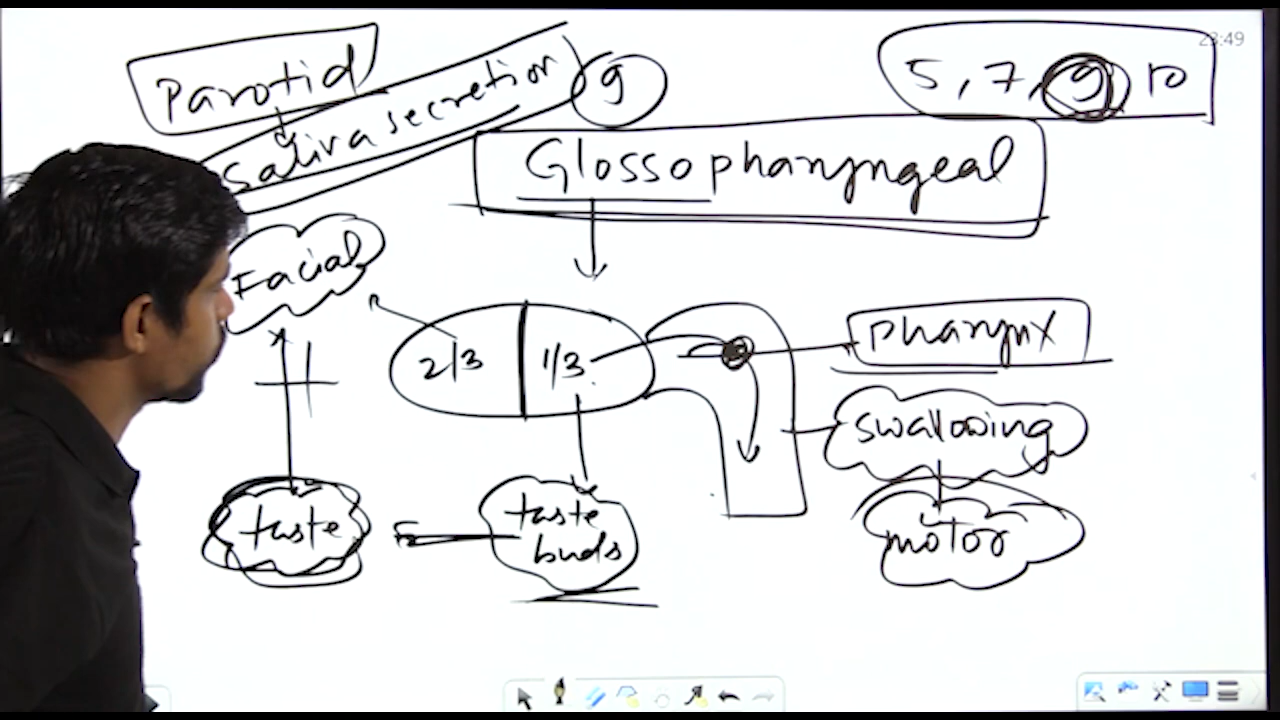 Parotid
Saliva secretion
9
5, 7, 9, 10
Glossopharyngeal
Facial
2/3
1/3
Pharynx
Swallowing
motor
taste
taste
buds